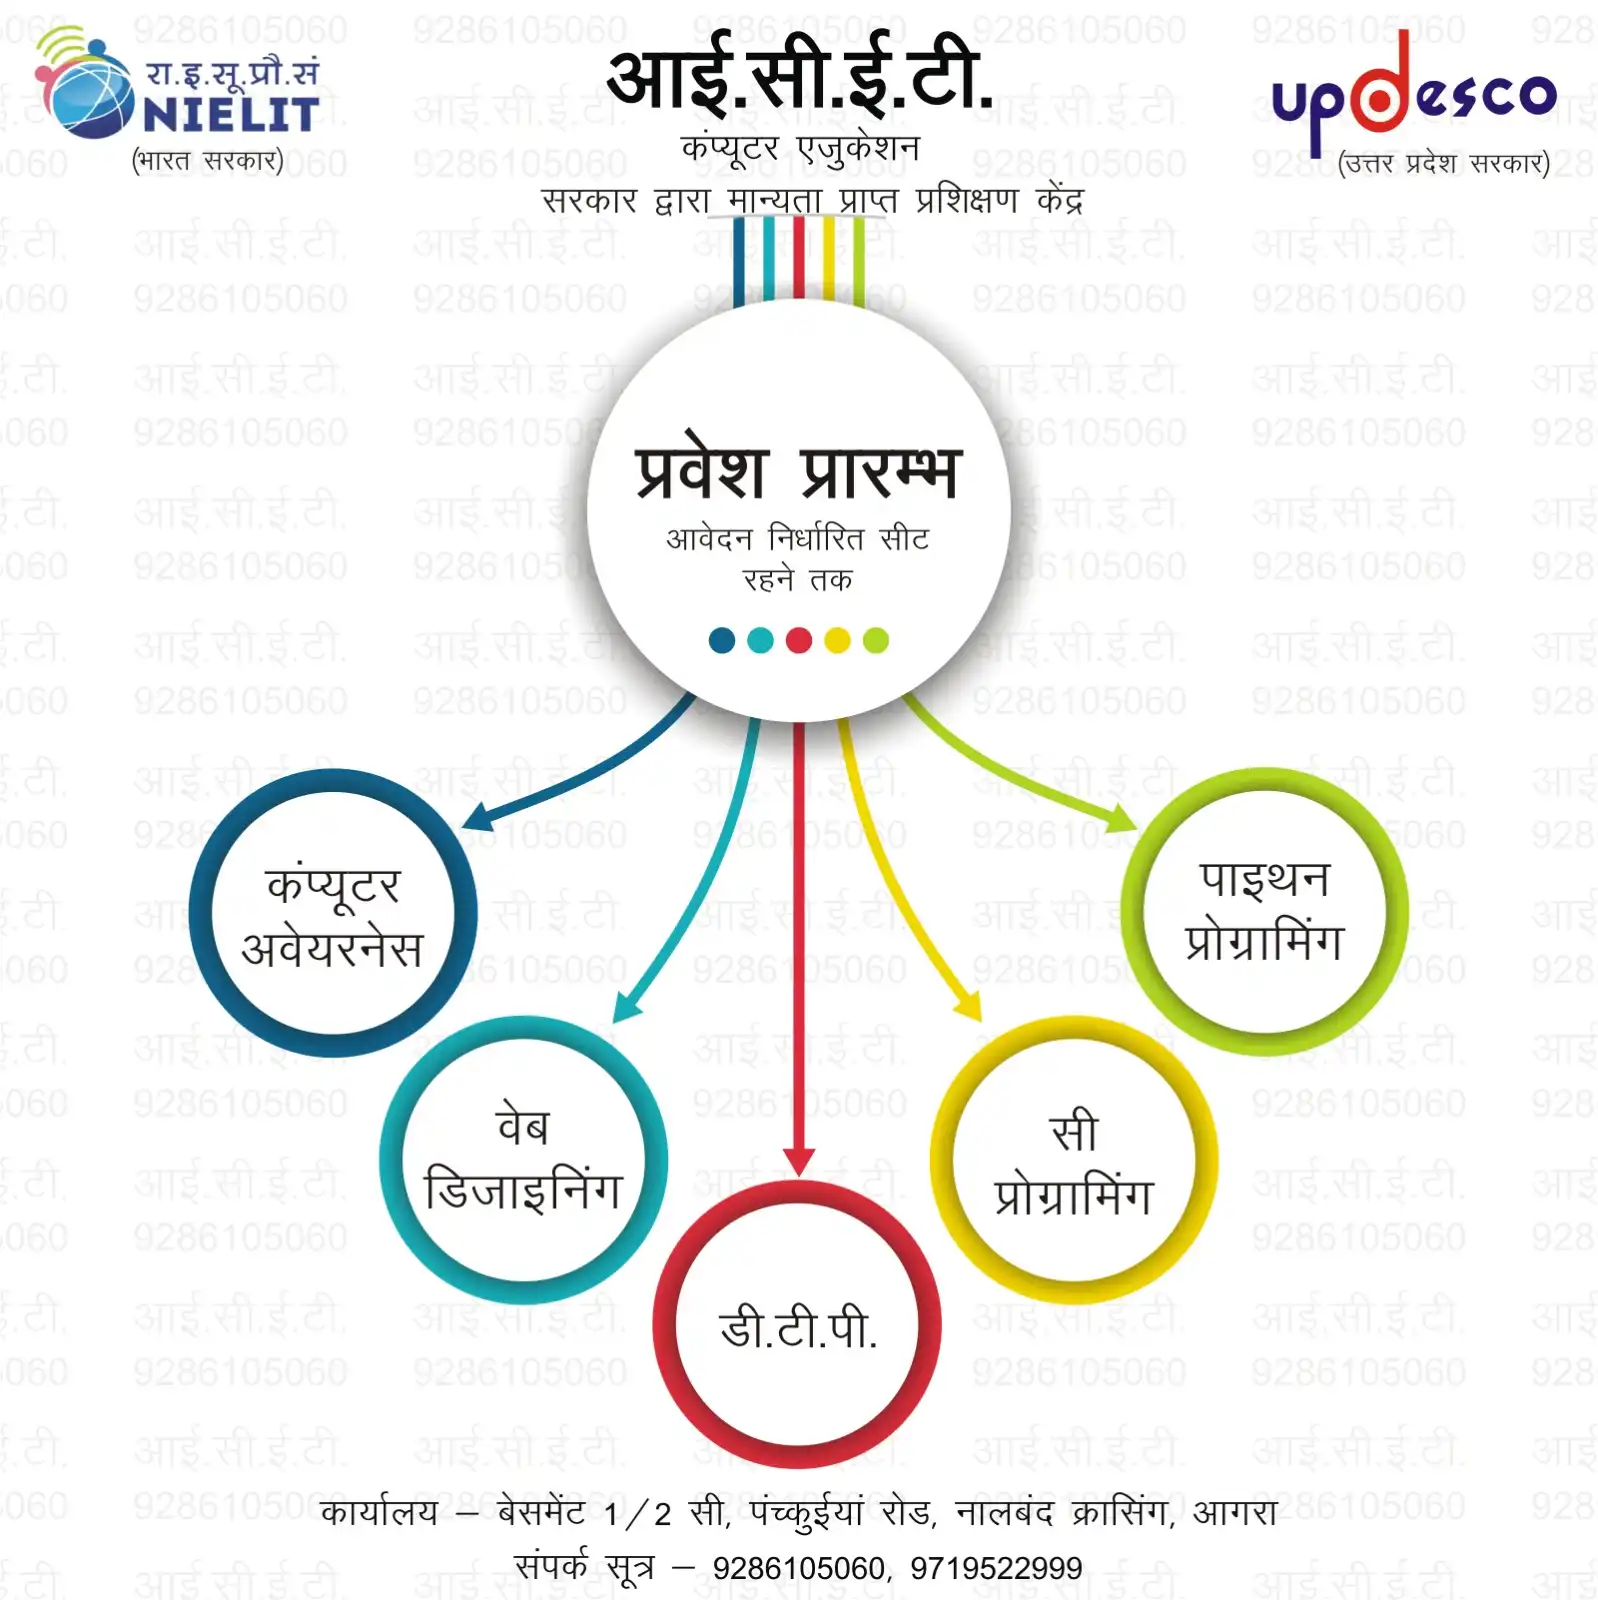 रा.इ.सू.प्रौ.सं
NIELIT
(भारत सरकार)
आई.सी.ई.टी.
कंप्यूटर एजुकेशन
सरकार द्वारा मान्यता प्राप्त प्रशिक्षण केंद्र
updesco
(उत्तर प्रदेश सरकार)
प्रवेश प्रारम्भ
आवेदन निर्धारित सीट
रहने तक
कंप्यूटर
अवेयरनेस
वेब
डिजाइनिंग
डी.टी.पी.
सी
प्रोग्रामिंग
पाइथन
प्रोग्रामिंग
कार्यालय – बेसमेंट 1/2 सी, पंच्कुईयां रोड, नालबंद क्रासिंग, आगरा
संपर्क सूत्र – 9286105060, 9719522999